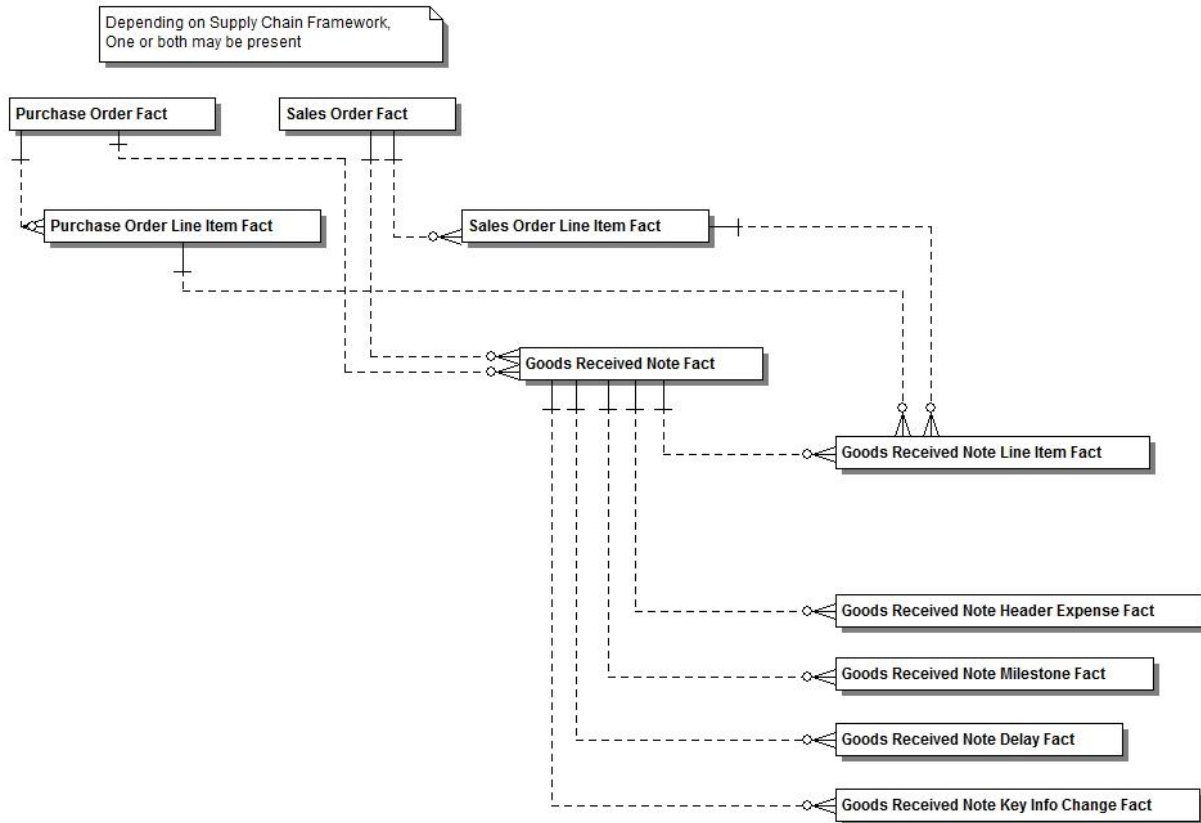 Depending on Supply Chain Framework,
One or both may be present
Purchase Order Fact
Sales Order Fact
Purchase Order Line Item Fact
Sales Order Line Item Fact
Goods Received Note Fact
Goods Received Note Line Item Fact
Goods Received Note Header Expense Fact
Goods Received Note Milestone Fact
Goods Received Note Delay Fact
Goods Received Note Key Info Change Fact